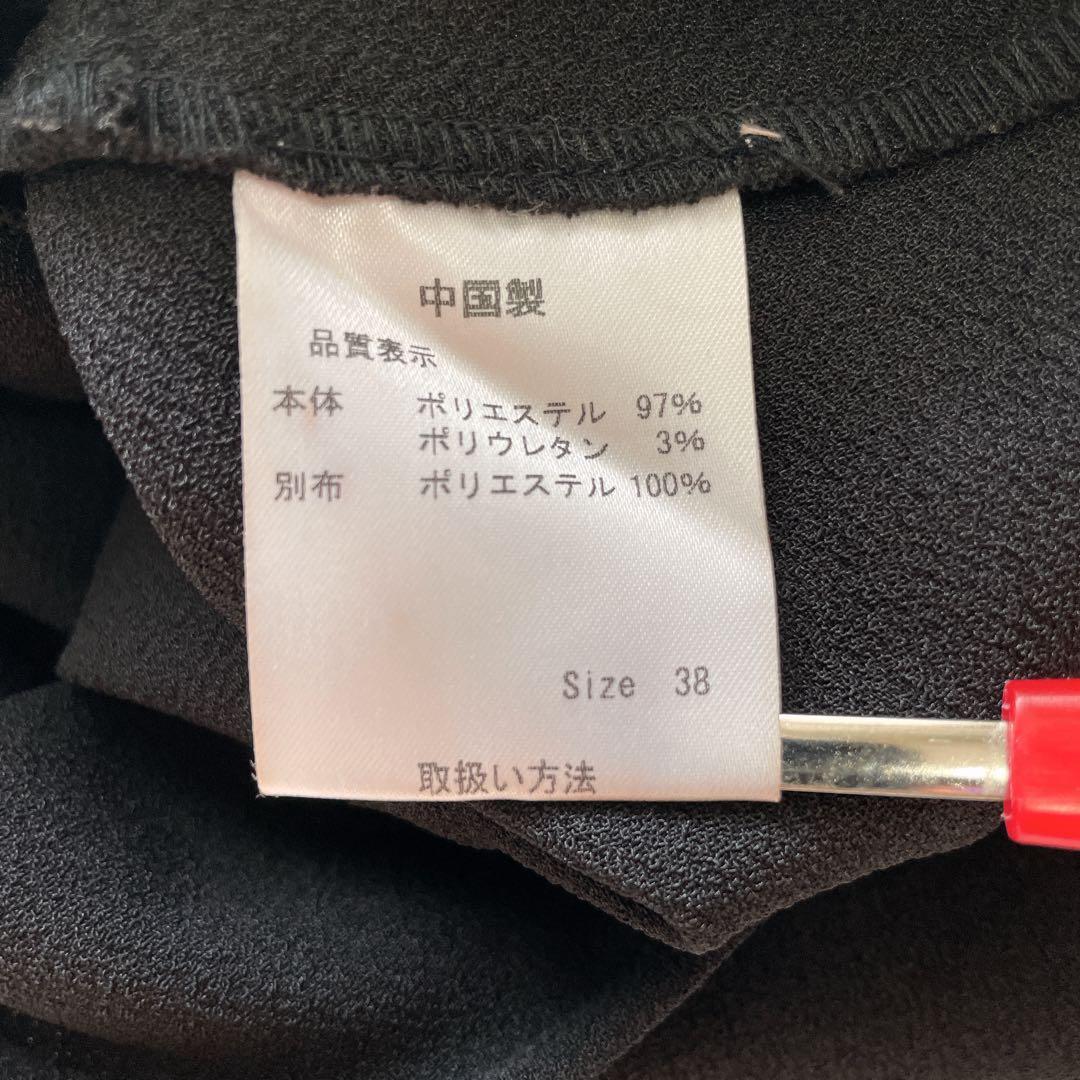 中国製
品質表示
本体 ポリエステル 97%
ポリウレタン 3%
別布 ポリエステル 100%
Size 38
取扱い方法